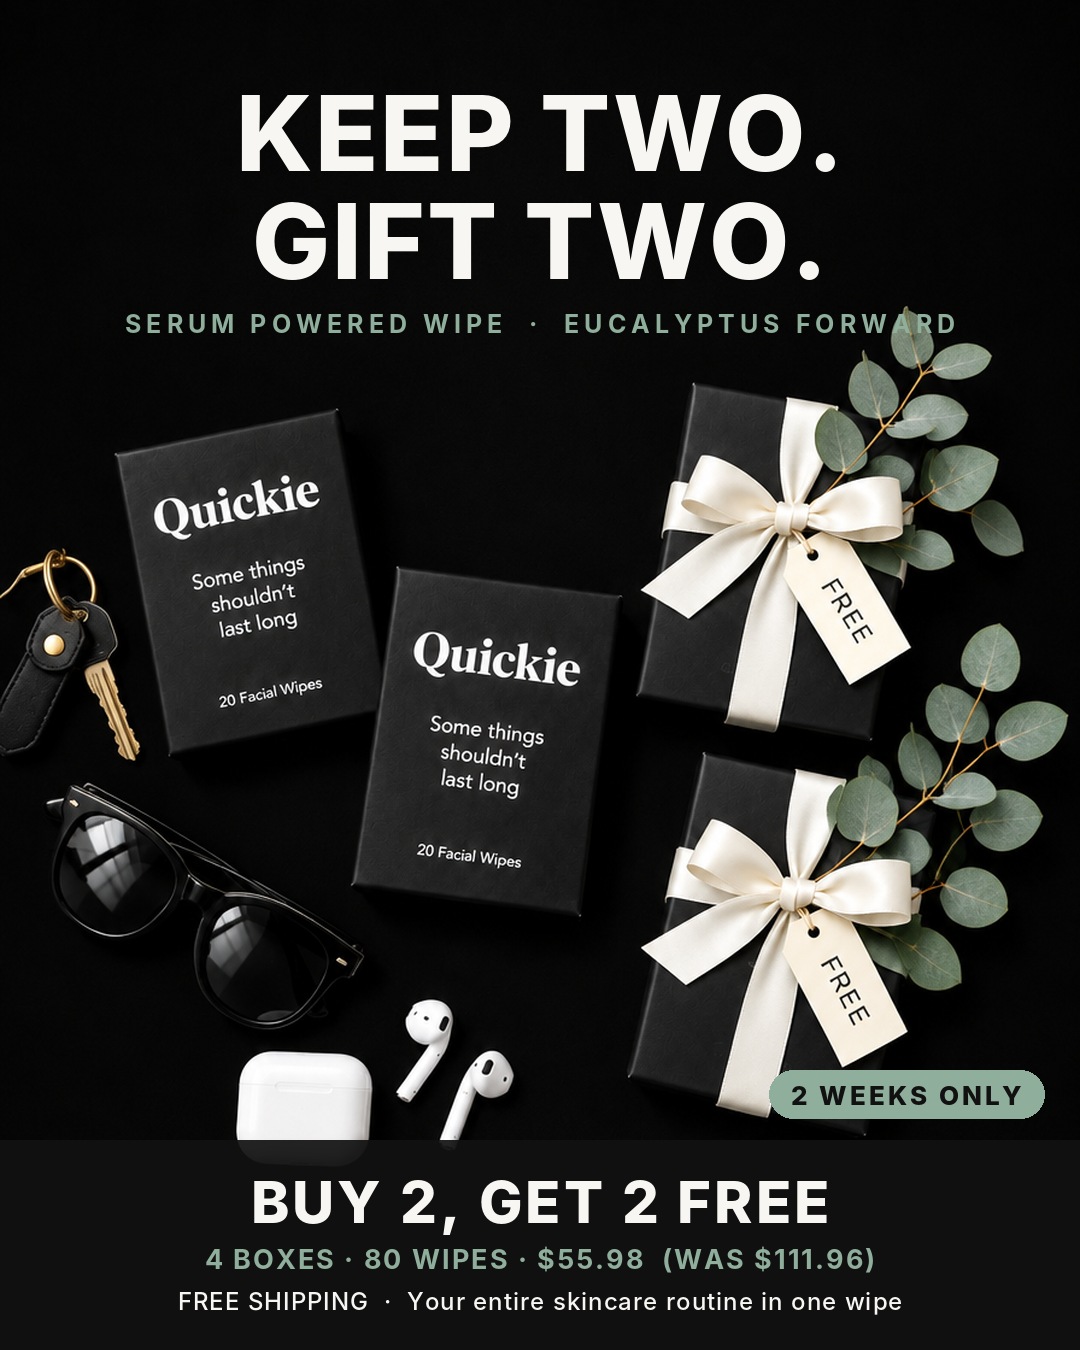 KEEP TWO.
GIFT TWO.
SERUM POWERED WIPE · EUCALYPTUS FORWARD
Quickie
Some things
shouldn't
last long
20 Facial Wipes
Quickie
Some things
shouldn't
last long
20 Facial Wipes
FREE
FREE
2 WEEKS ONLY
BUY 2, GET 2 FREE
4 BOXES · 80 WIPES · $55.98 (WAS $111.96)
FREE SHIPPING · Your entire skincare routine in one wipe